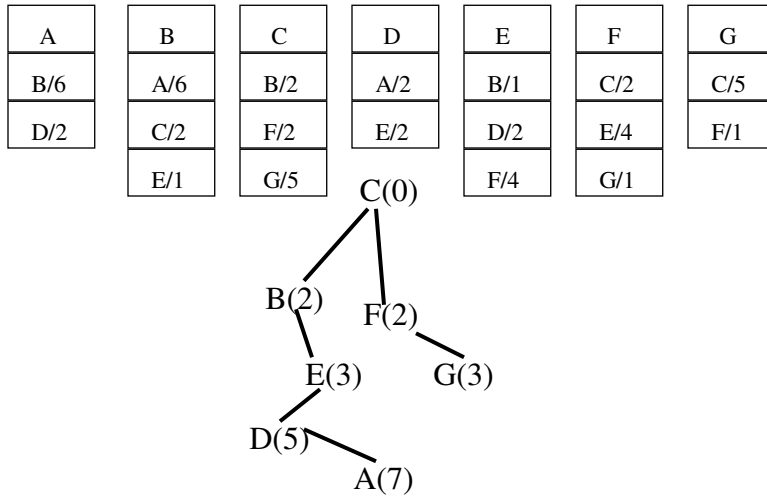 A B C D E F G
B/6 A/6 B/2 A/2 B/1 C/2 C/5
D/2 C/2 F/2 E/2 D/2 E/4 F/1
E/1 G/5 F/4 G/1
C(0)
B(2) F(2)
E(3) G(3)
D(5)
A(7)